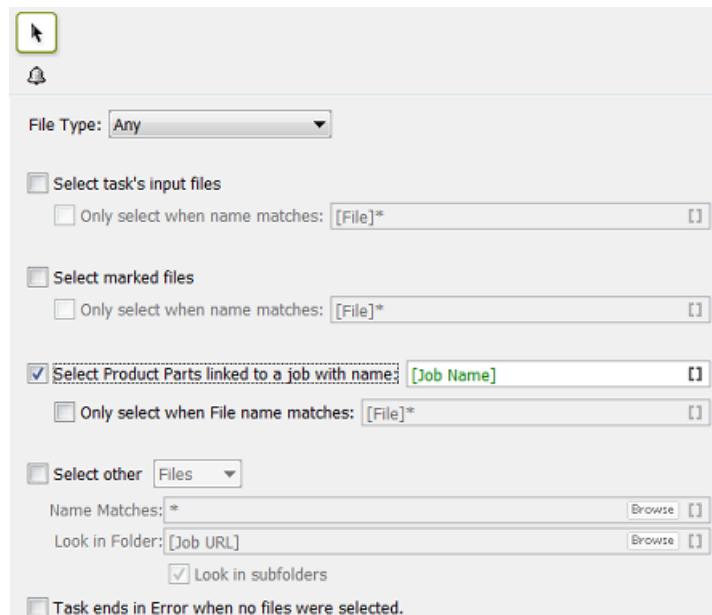 File Type: Any
Select task's input files
Only select when name matches: [File]* []
Select marked files
Only select when name matches: [File]* []
Select Product Parts linked to a job with name: [Job Name] []
Only select when File name matches: [File]* []
Select other Files
Name Matches: * Browse []
Look in Folder: [Job URL] Browse []
Look in subfolders
Task ends in Error when no files were selected.